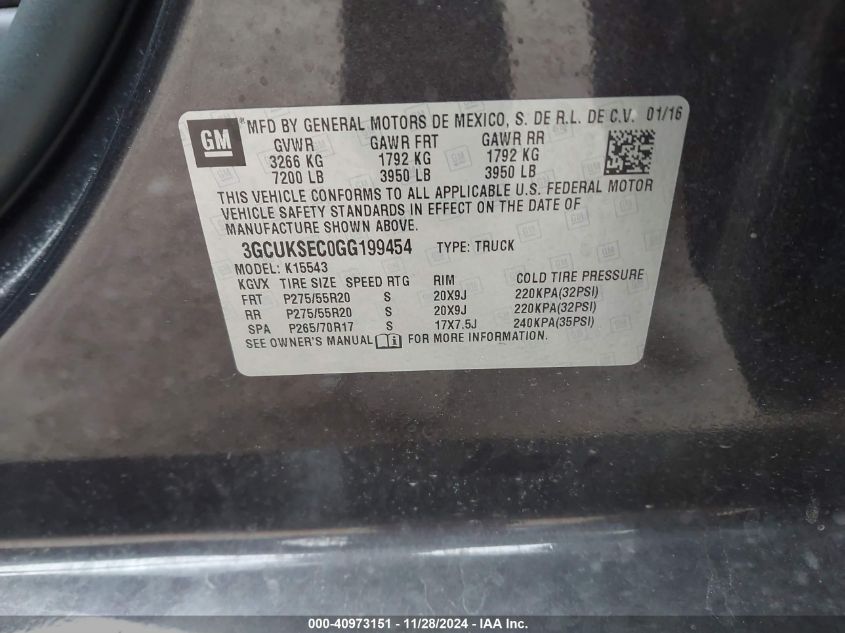 GM ® MFD BY GENERAL MOTORS DE MEXICO, S. DE R.L. DE C.V. 01/16
GVWR GAWR FRT GAWR RR
3266 KG 1792 KG 1792 KG
7200 LB 3950 LB 3950 LB
THIS VEHICLE CONFORMS TO ALL APPLICABLE U.S. FEDERAL MOTOR
VEHICLE SAFETY STANDARDS IN EFFECT ON THE DATE OF
MANUFACTURE SHOWN ABOVE.
3GCUKSEC0GG199454 TYPE: TRUCK
MODEL: K15543
KGVX TIRE SIZE SPEED RTG RIM COLD TIRE PRESSURE
FRT P275/55R20 S 20X9J 220KPA(32PSI)
RR P275/55R20 S 20X9J 220KPA(32PSI)
SPA P265/70R17 S 17X7.5J 240KPA(35PSI)
SEE OWNER'S MANUAL FOR MORE INFORMATION.
000-40973151 - 11/28/2024 - IAA Inc.